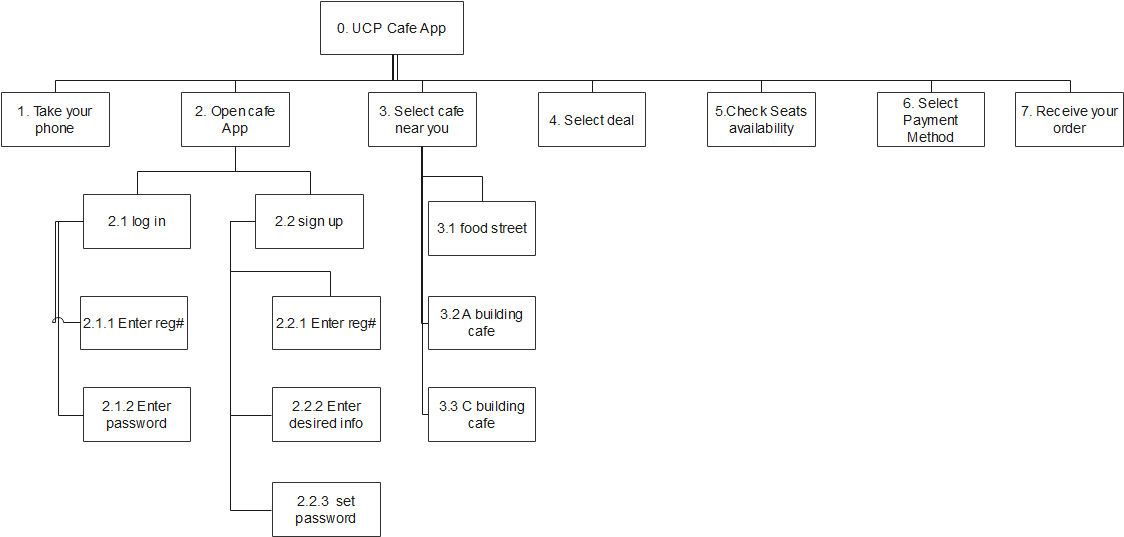 0. UCP Cafe App
1. Take your
phone
2. Open cafe
App
3. Select cafe
near you
4. Select deal
5.Check Seats
availability
6. Select
Payment
Method
7. Receive your
order
2.1 log in
2.2 sign up
3.1 food street
2.1.1 Enter reg#
2.2.1 Enter reg#
3.2 A building
cafe
2.1.2 Enter
password
2.2.2 Enter
desired info
3.3 C building
cafe
2.2.3 set
password